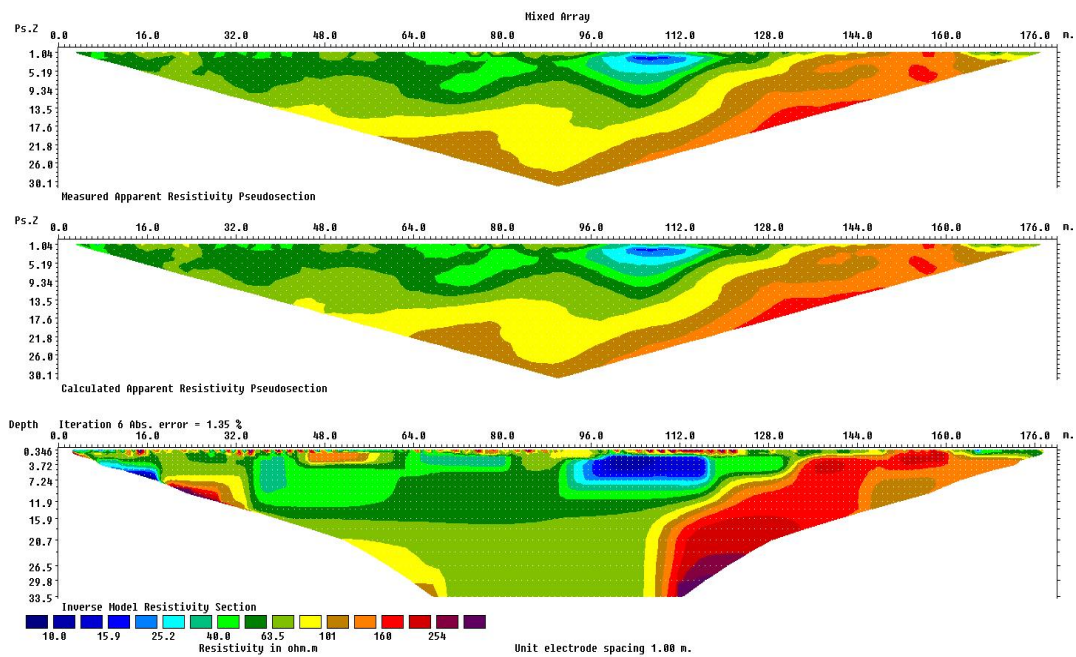 Mixed Array
Ps.Z
0.0 16.0 32.0 48.0 64.0 80.0 96.0 112.0 128.0 144.0 160.0 176.0 m.
1.04
5.19
9.34
13.5
17.6
21.8
26.0
30.1
Measured Apparent Resistivity Pseudosection
Ps.Z
0.0 16.0 32.0 48.0 64.0 80.0 96.0 112.0 128.0 144.0 160.0 176.0 m.
1.04
5.19
9.34
13.5
17.6
21.8
26.0
30.1
Calculated Apparent Resistivity Pseudosection
Depth Iteration 6 Abs. error = 1.35 %
0.0 16.0 32.0 48.0 64.0 80.0 96.0 112.0 128.0 144.0 160.0 176.0 m.
0.346
3.72
7.24
11.9
15.9
20.7
26.5
29.8
33.5
Inverse Model Resistivity Section
10.0 15.9 25.2 40.0 63.5 101 160 254
Resistivity in ohm.m Unit electrode spacing 1.00 m.